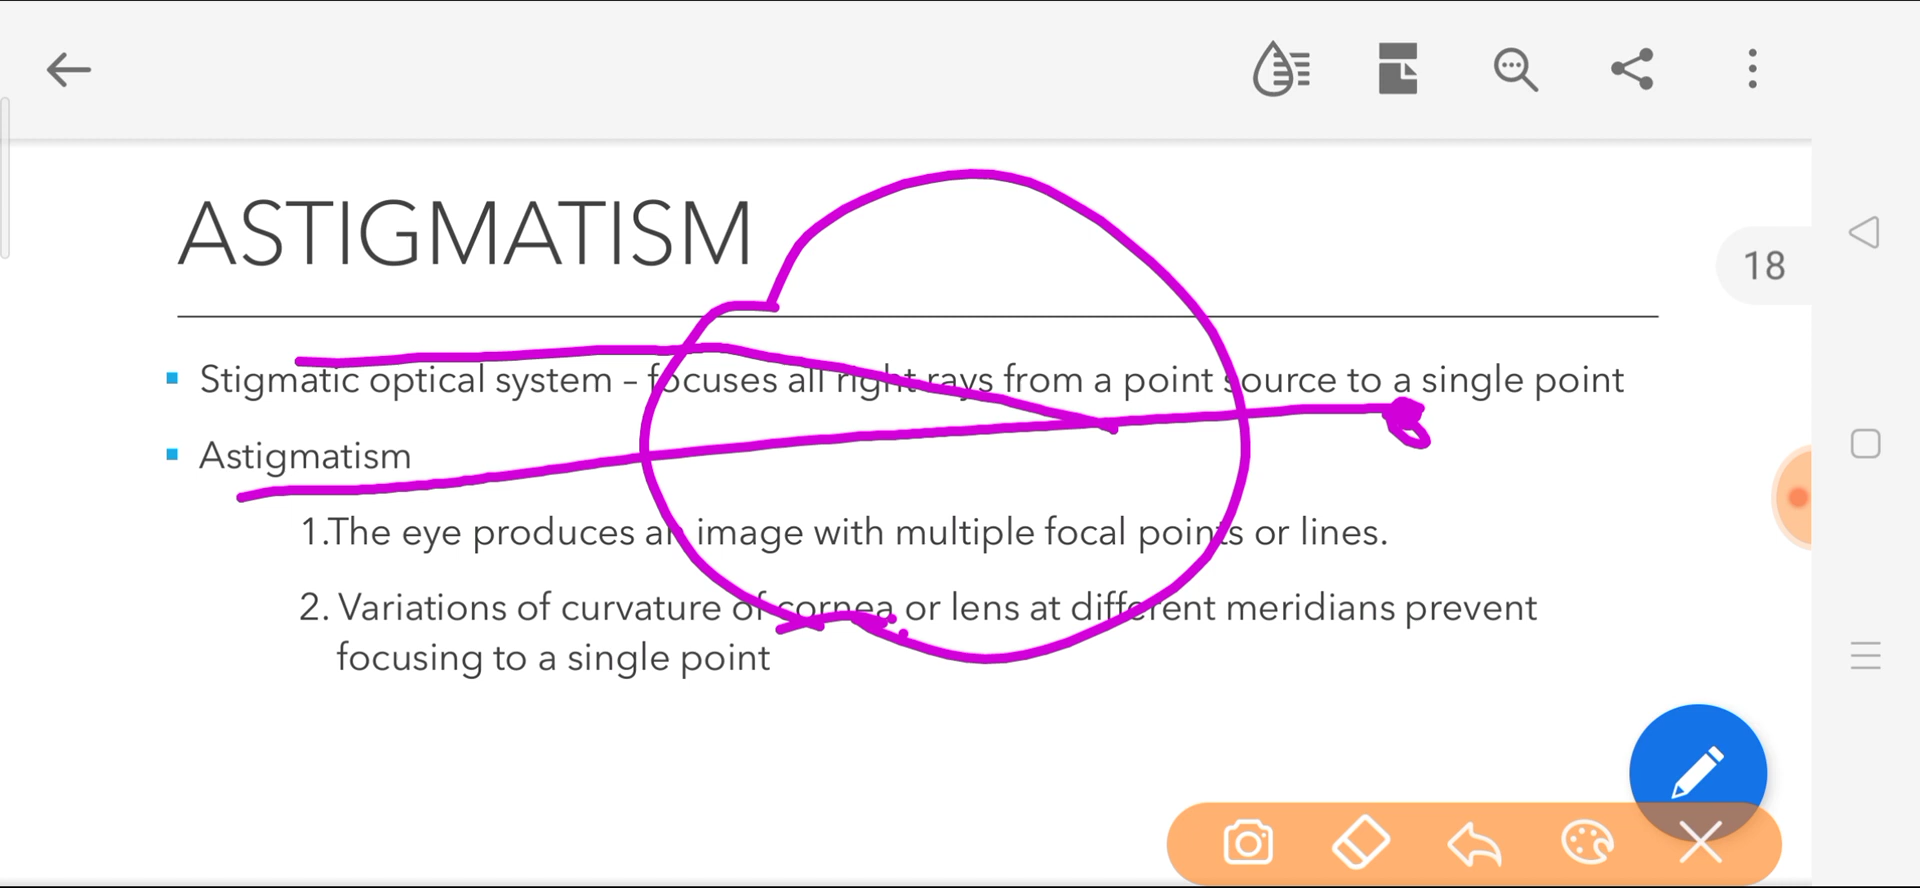 ASTIGMATISM
18
Stigmatic optical system – focuses all right rays from a point source to a single point
Astigmatism
1.The eye produces an image with multiple focal points or lines.
2. Variations of curvature of cornea or lens at different meridians prevent
focusing to a single point